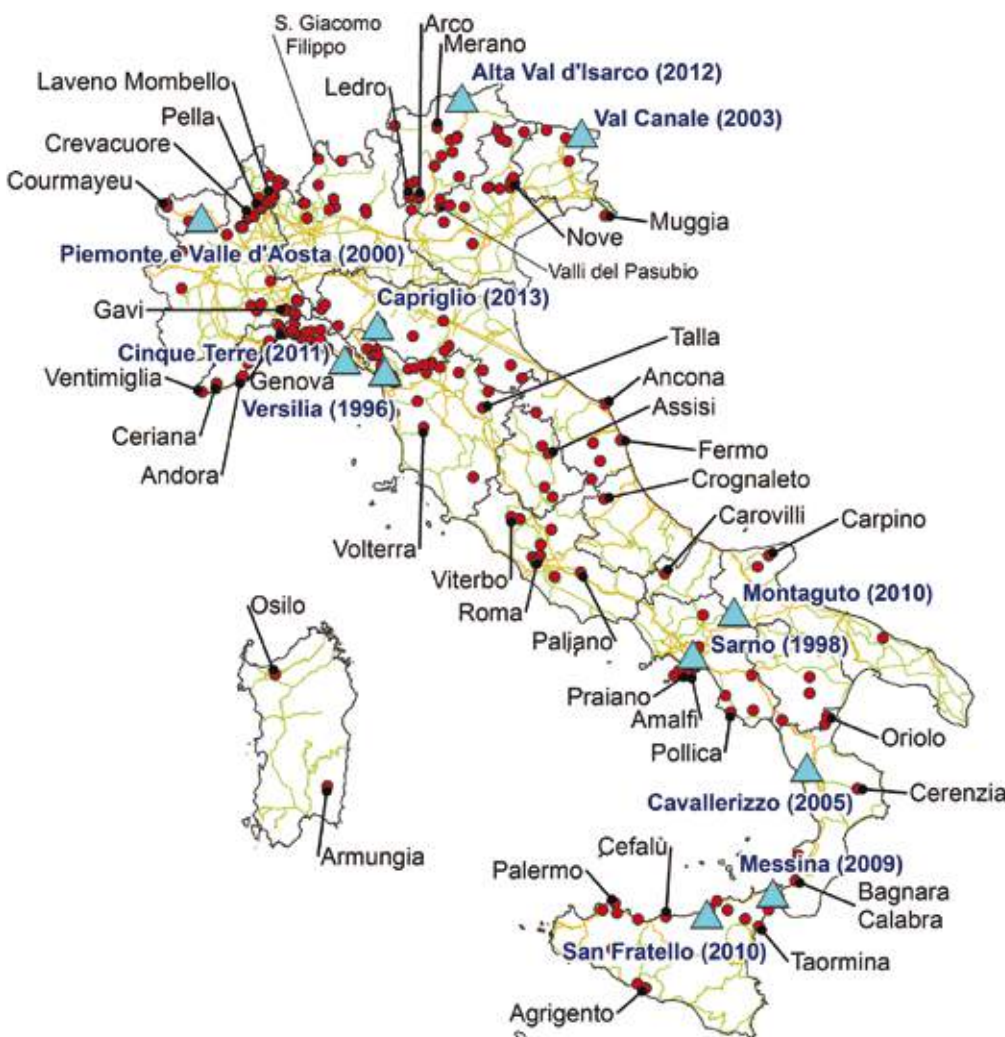 S. Giacomo
Filippo
Arco
Merano
Laveno Mombello
Ledro
Alta Val d'Isarco (2012)
Pella
Val Canale (2003)
Crevacuore
Courmayeu
Muggia
Nove
Piemonte e Valle d'Aosta (2000)
Valli del Pasubio
Capriglio (2013)
Gavi
Talla
Cinque Terre (2011)
Ventimiglia
Genova
Ancona
Versilia (1996)
Assisi
Ceriana
Fermo
Andora
Crognaleto
Volterra
Carovilli
Carpino
Viterbo
Montaguto (2010)
Roma
Osilo
Paliano
Sarno (1998)
Praiano
Amalfi
Pollica
Oriolo
Cavallerizzo (2005)
Cerenzia
Armungia
Cefalù
Palermo
Messina (2009)
Bagnara
Calabra
San Fratello (2010)
Taormina
Agrigento